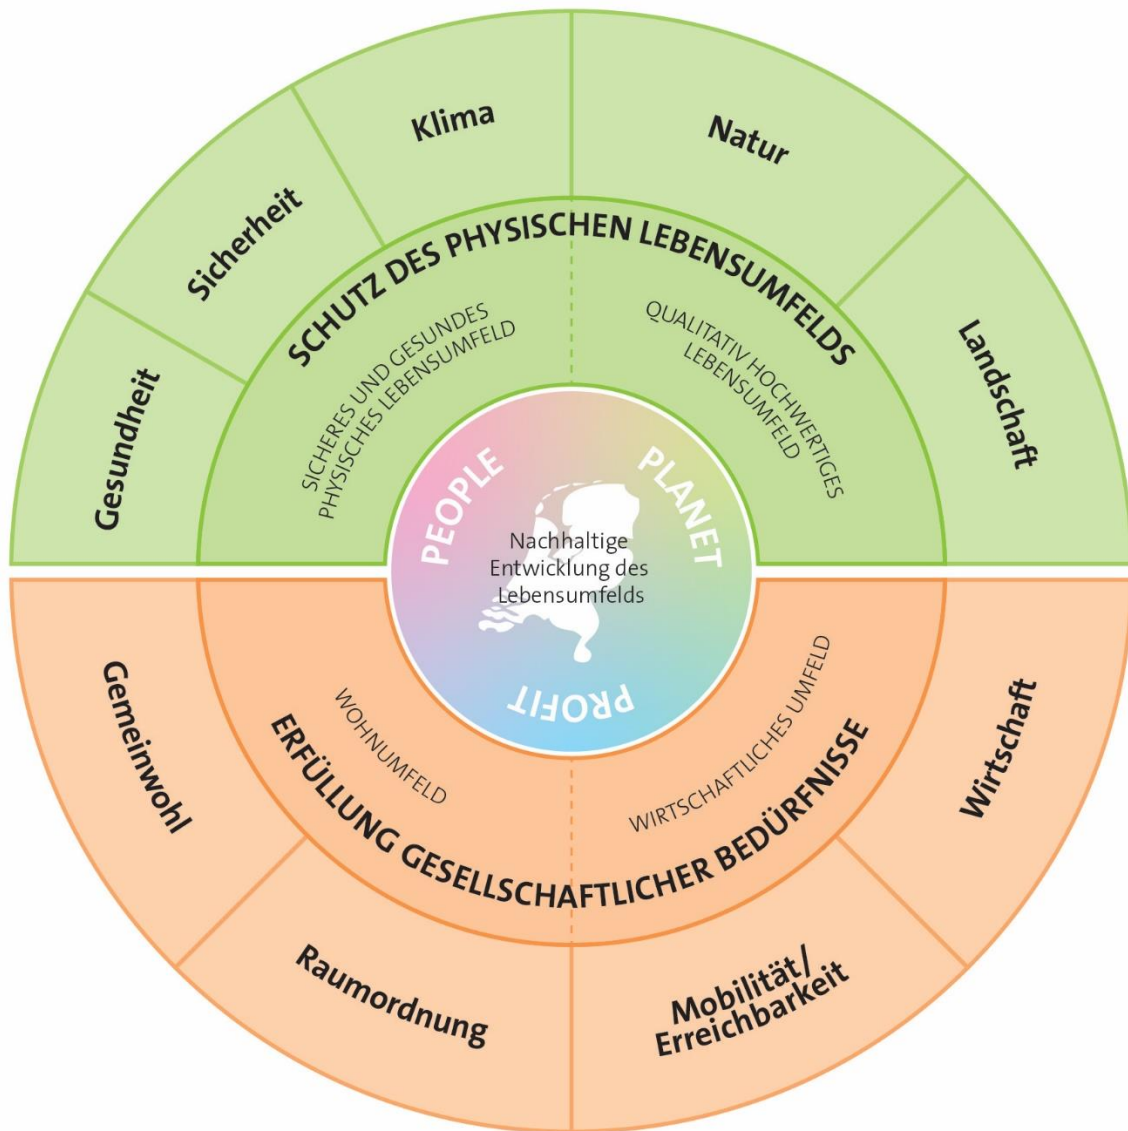 Klima
Natur
Sicherheit
Landschaft
Gesundheit
SCHUTZ DES PHYSISCHEN LEBENSUMFELDS
SICHERES UND GESUNDES
PHYSISCHES LEBENSUMFELD
QUALITATIV HOCHWERTIGES
LEBENSUMFELD
PEOPLE
PLANET
Nachhaltige
Entwicklung des
Lebensumfelds
PROFIT
WOHNUMFELD
WIRTSCHAFTLICHES UMFELD
ERFÜLLUNG GESELLSCHAFTLICHER BEDÜRFNISSE
Gemeinwohl
Wirtschaft
Raumordnung
Mobilität/
Erreichbarkeit